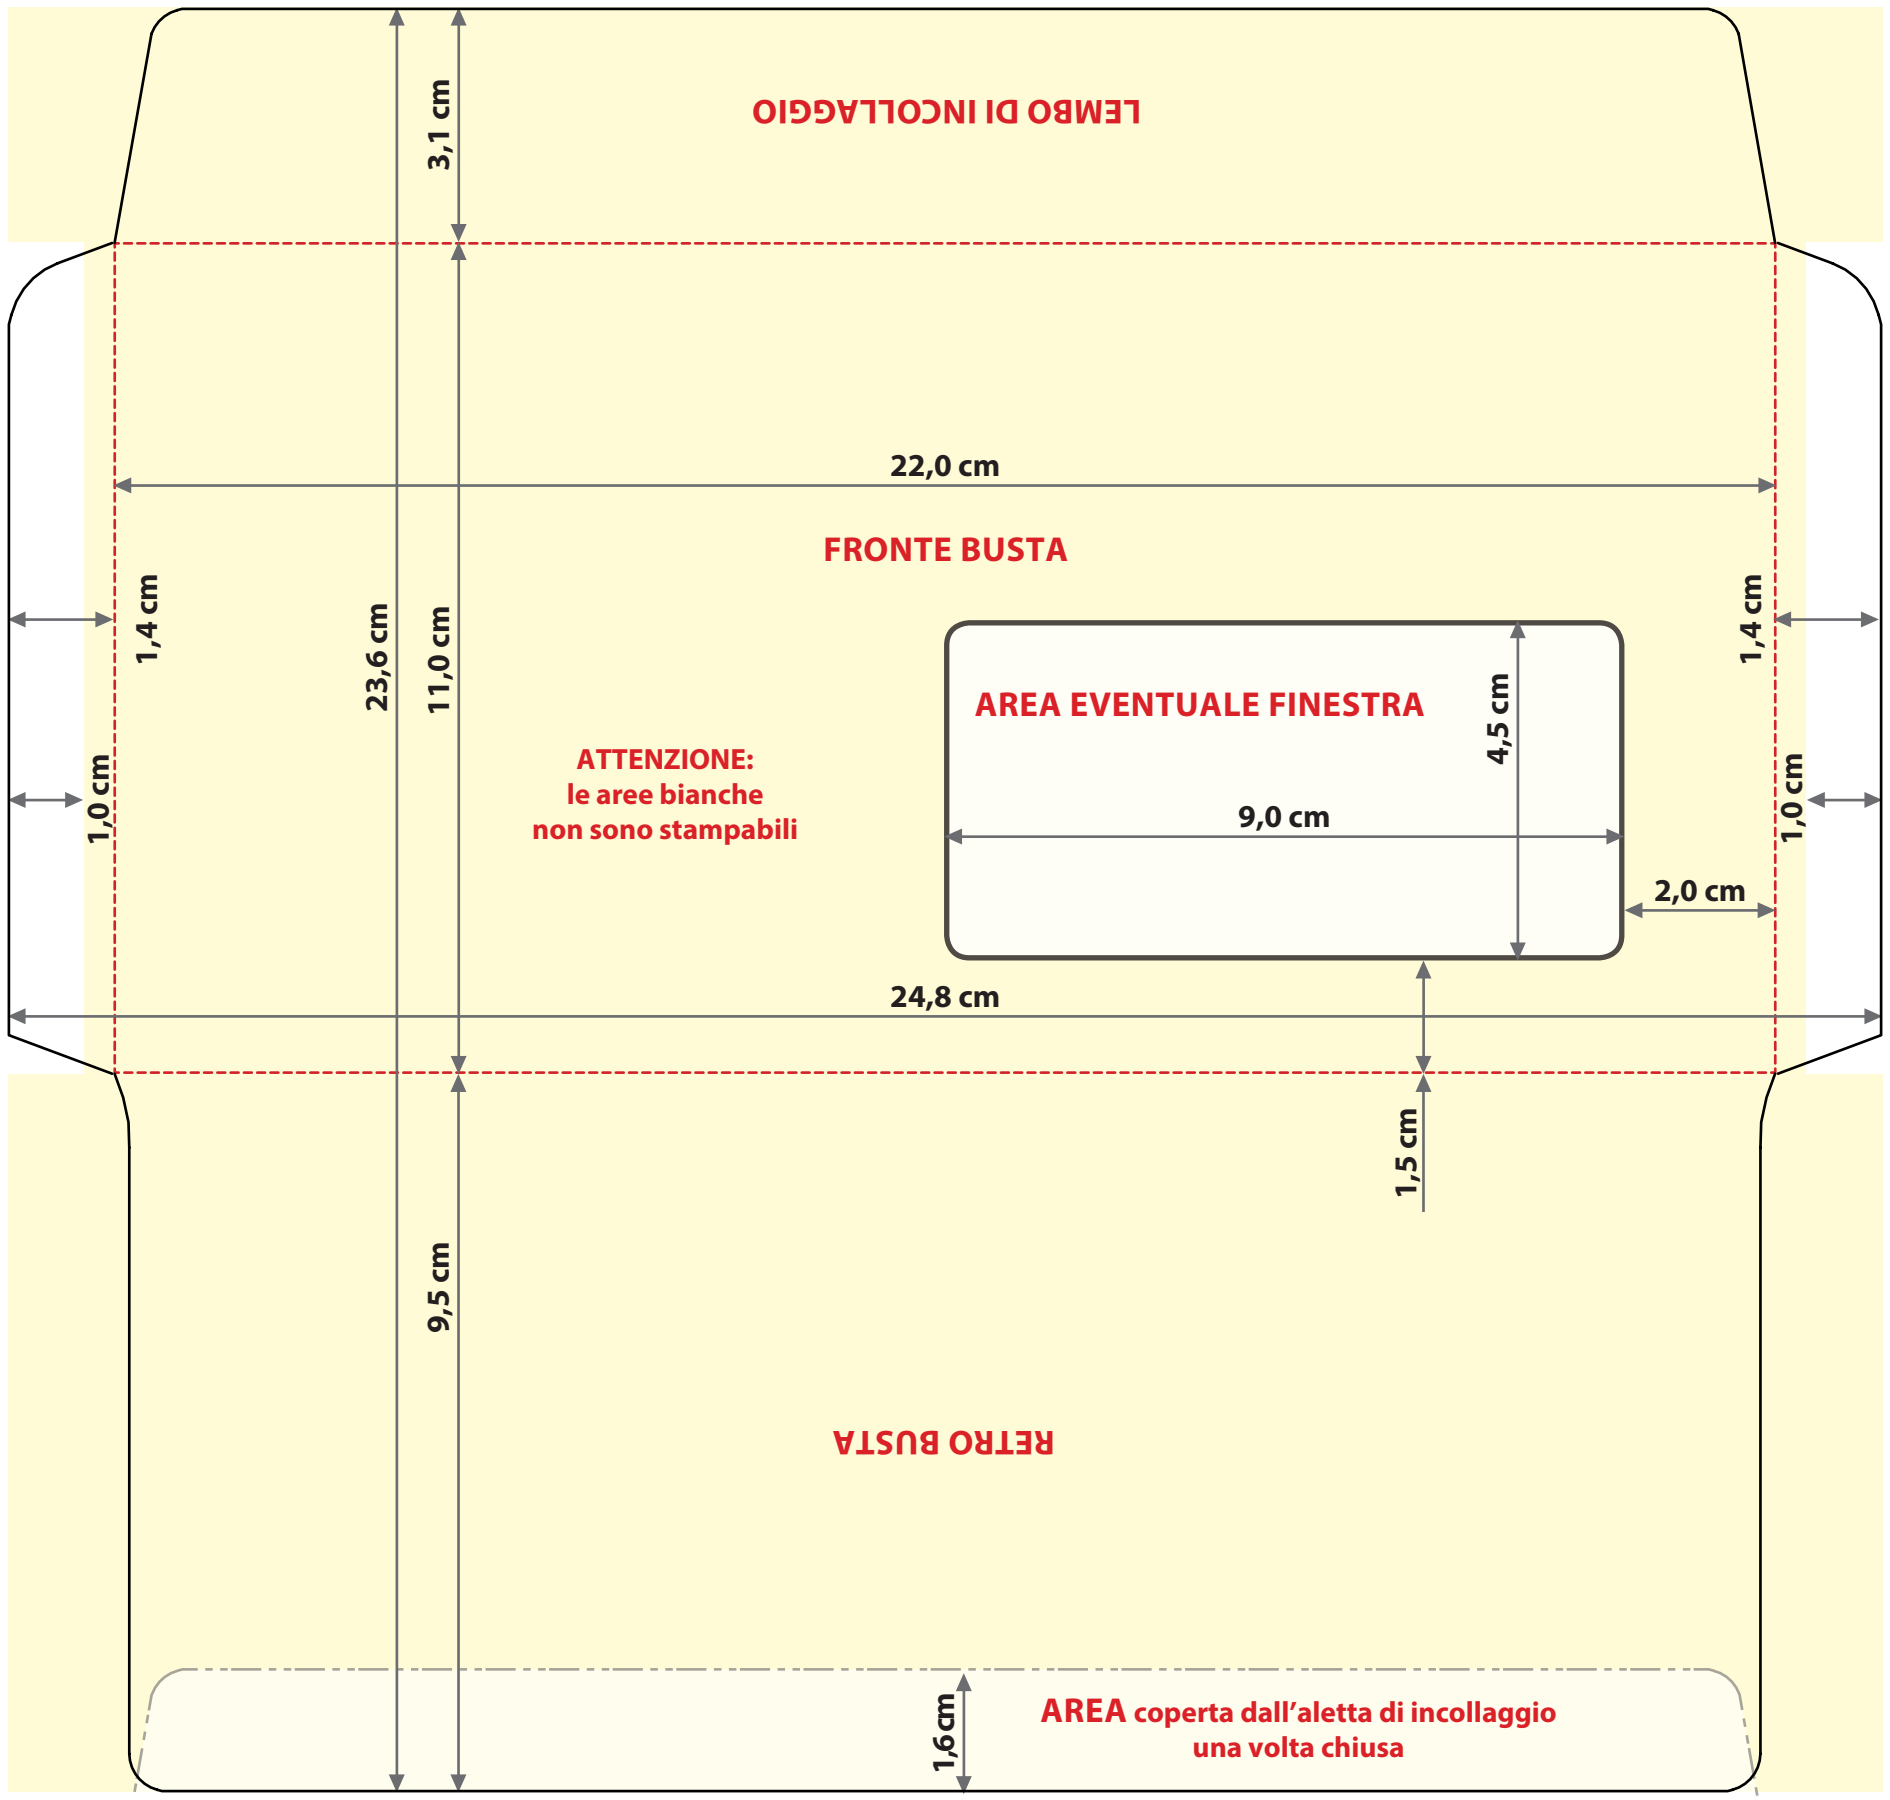 3,1 cm
LEMBO DI INCOLLAGGIO
22,0 cm
FRONTE BUSTA
1,4 cm
23,6 cm
11,0 cm
1,4 cm
AREA EVENTUALE FINESTRA
4,5 cm
ATTENZIONE:
le aree bianche
non sono stampabili
1,0 cm
9,0 cm
1,0 cm
2,0 cm
24,8 cm
1,5 cm
9,5 cm
RETRO BUSTA
1,6 cm
AREA coperta dall'aletta di incollaggio
una volta chiusa